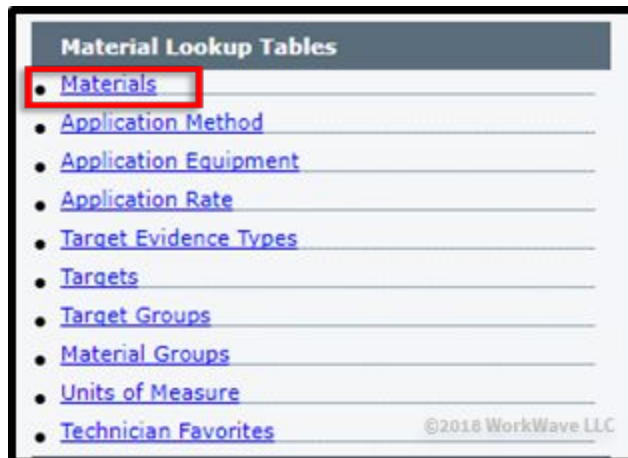 Material Lookup Tables
Materials
Application Method
Application Equipment
Application Rate
Target Evidence Types
Targets
Target Groups
Material Groups
Units of Measure
Technician Favorites
©2018 WorkWave LLC